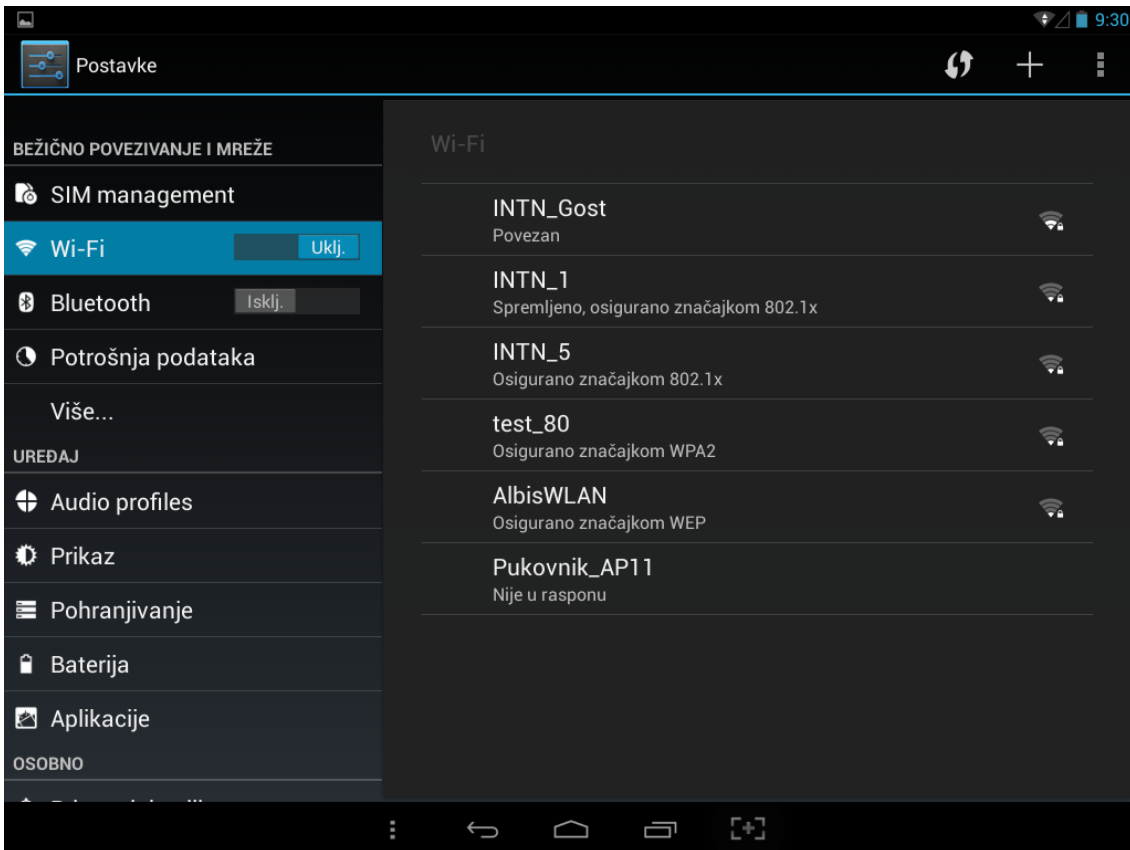 9:30
Postavke
BEŽIČNO POVEZIVANJE I MREŽE
SIM management
Wi-Fi
Uklj.
Bluetooth
Isklj.
Potrošnja podataka
Više...
UREĐAJ
Audio profiles
Prikaz
Pohranjivanje
Baterija
Aplikacije
OSOBNO
Wi-Fi
INTN_Gost
Povezan
INTN_1
Spremljeno, osigurano značajkom 802.1x
INTN_5
Osigurano značajkom 802.1x
test_80
Osigurano značajkom WPA2
AlbisWLAN
Osigurano značajkom WEP
Pukovnik_AP11
Nije u rasponu